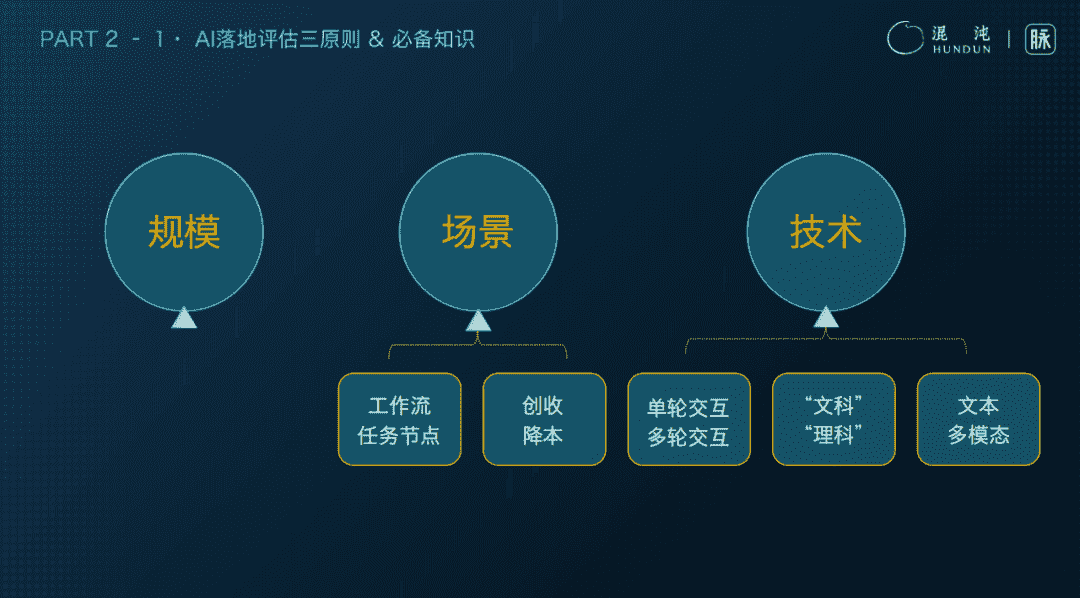 PART 2 - 1· AI落地评估三原则 & 必备知识
混 沌
HUNDUN
脉
规模
场景
技术
工作流
任务节点
创收
降本
单轮交互
多轮交互
“文科”
“理科”
文本
多模态